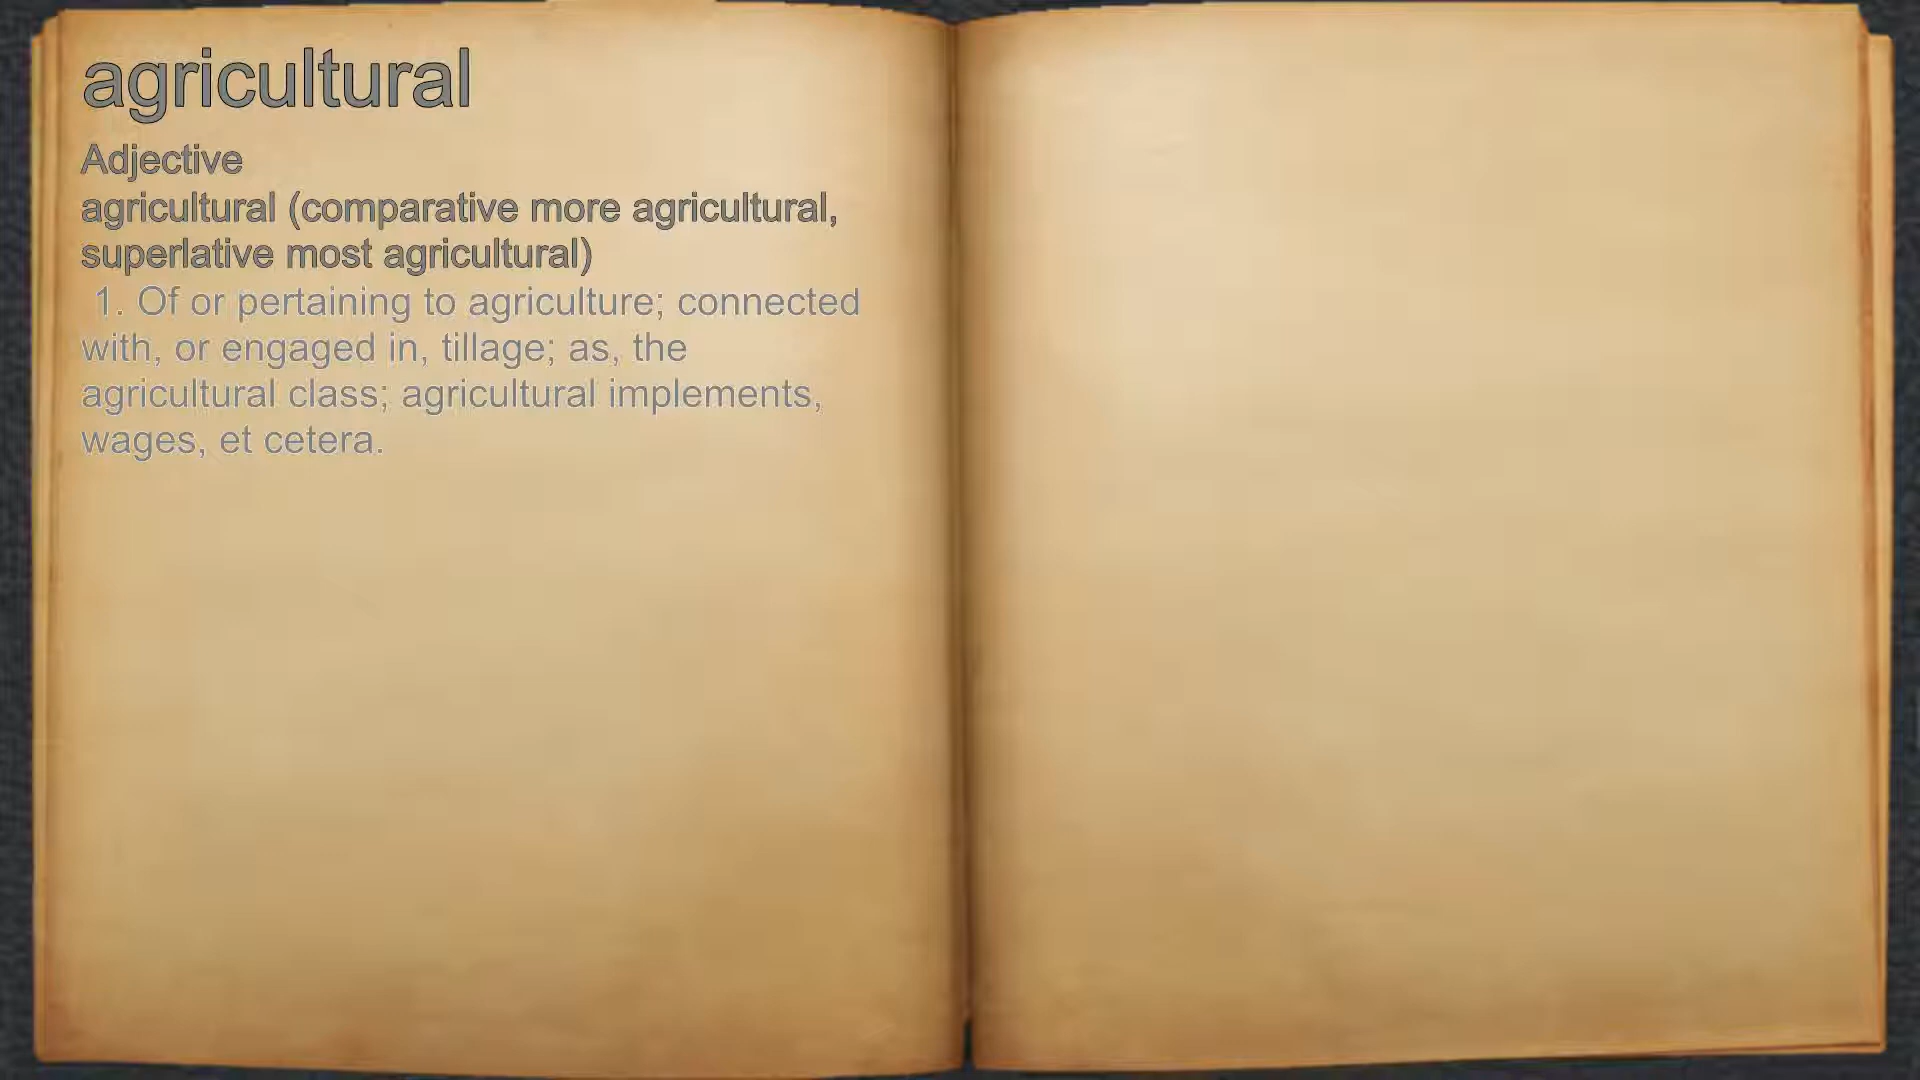 agricultural
Adjective
agricultural (comparative more agricultural,
superlative most agricultural)
1. Of or pertaining to agriculture; connected
with, or engaged in, tillage; as, the
agricultural class; agricultural implements,
wages, et cetera.